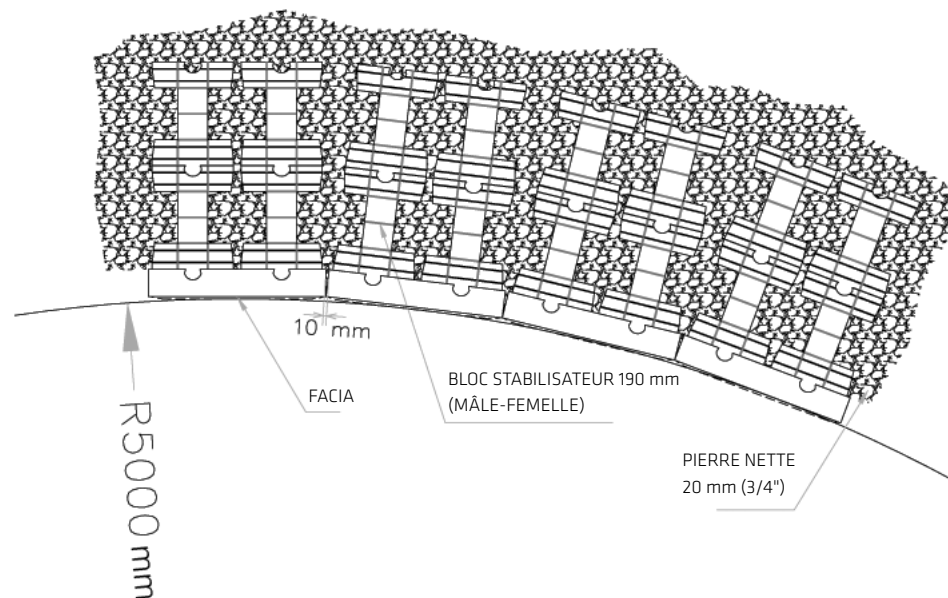 10 mm
FACIA
BLOC STABILISATEUR 190 mm
(MÂLE-FEMELLE)
R5000 mm
PIERRE NETTE
20 mm (3/4")